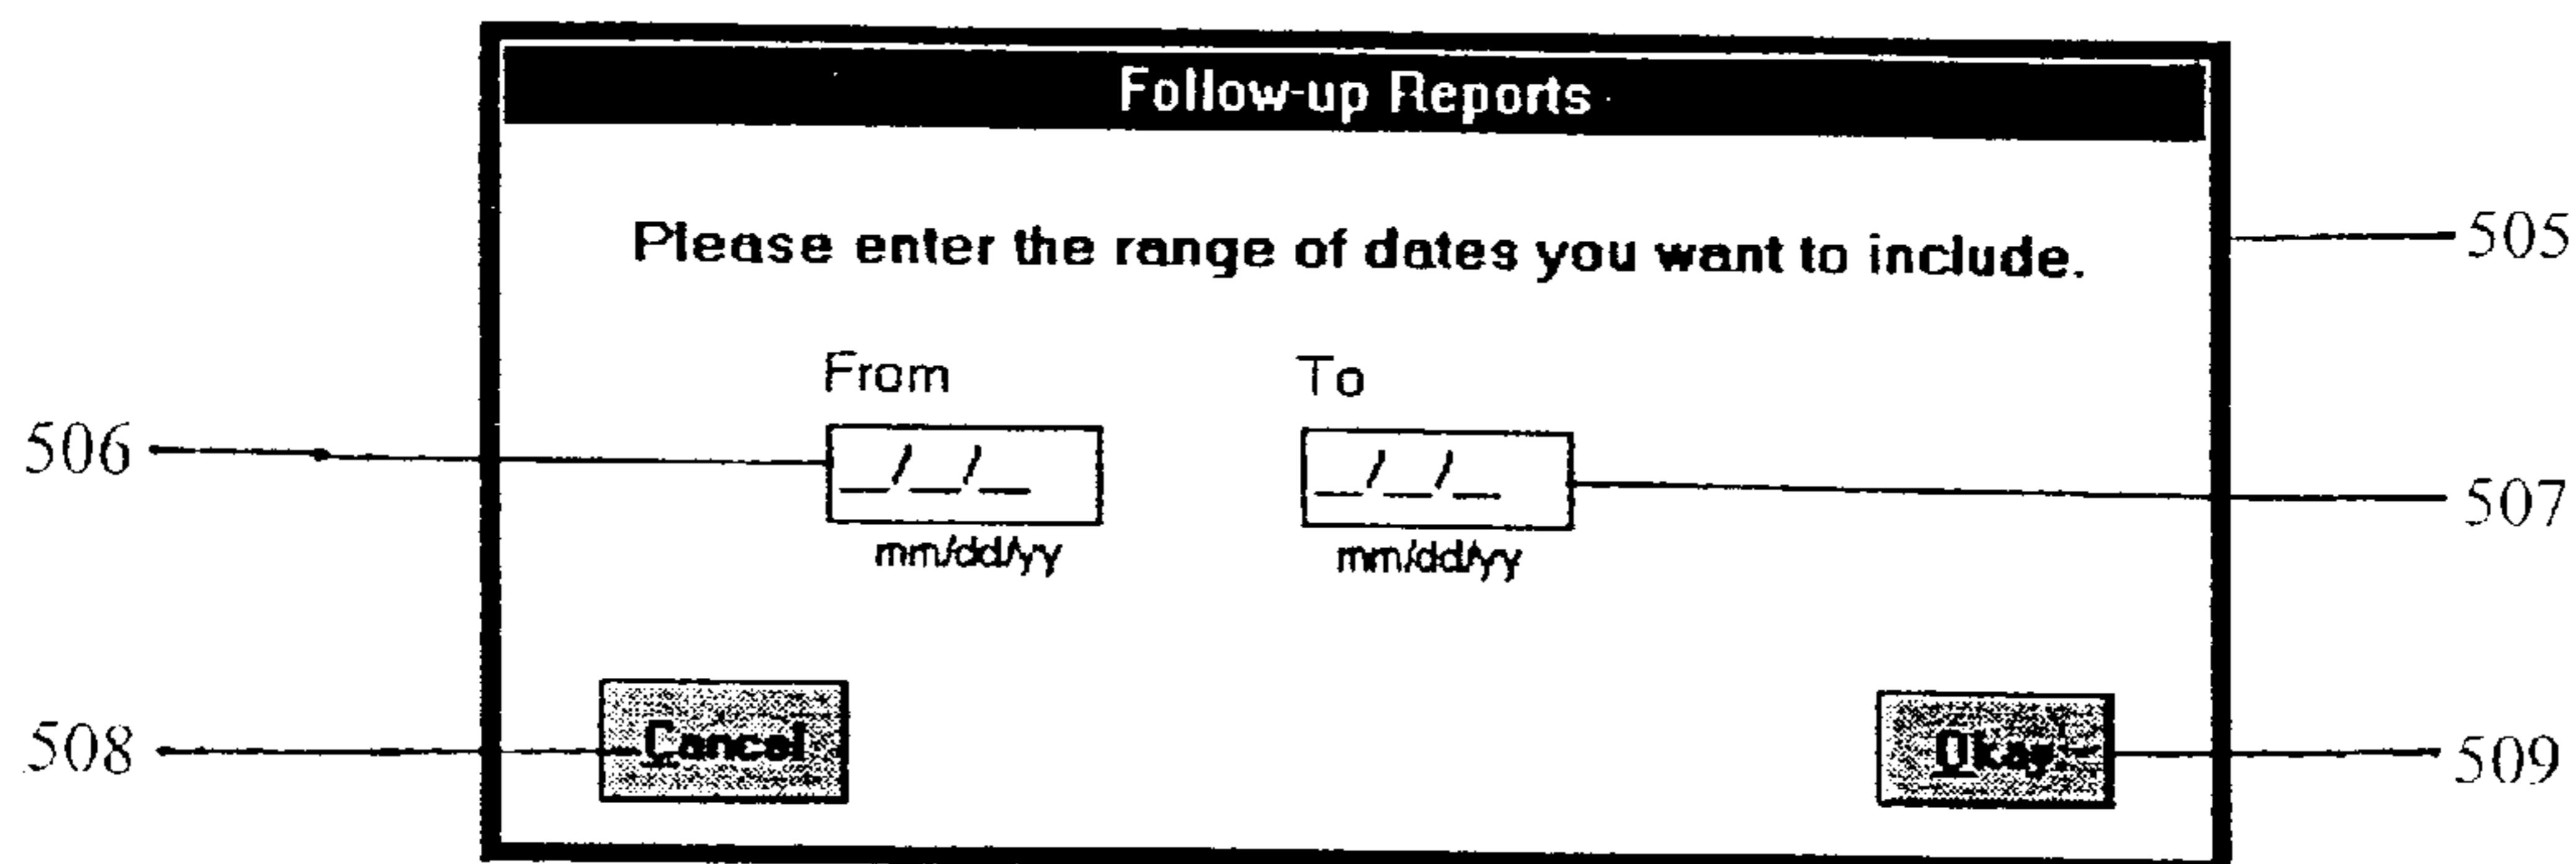 Follow-up Reports
Please enter the range of dates you want to include.
505
From To
506 __/__/__ __/__/__ 507
mm/dd/yy mm/dd/yy
508 Cancel Okay 509